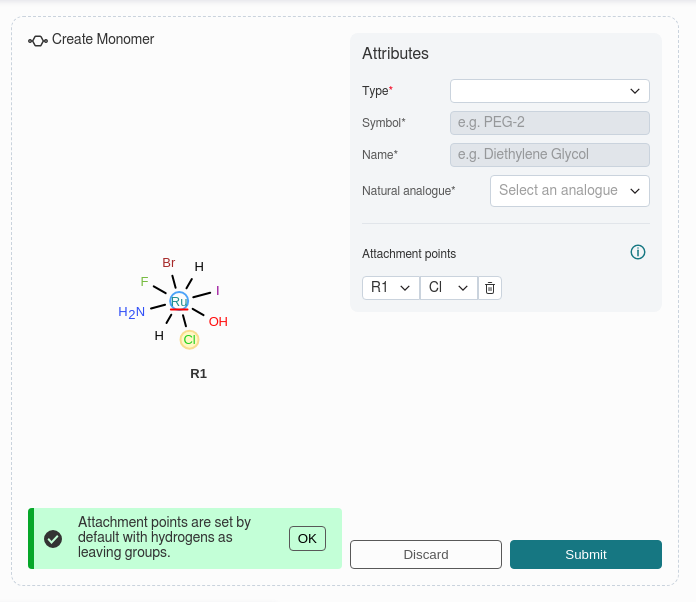 Create Monomer
Attributes
Type*
Symbol* e.g. PEG-2
Name* e.g. Diethylene Glycol
Natural analogue* Select an analogue
Attachment points
R1 Cl
Br H
F I
Ru
H2N OH
H Cl
R1
Attachment points are set by
default with hydrogens as
leaving groups.
OK
Discard Submit